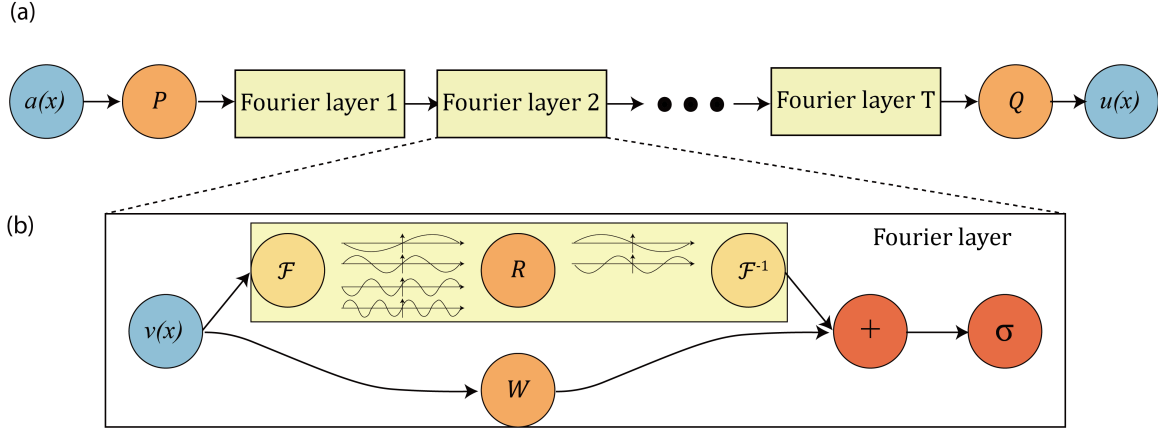 (a)
a(x) P Fourier layer 1 Fourier layer 2 Fourier layer T Q u(x)
(b)
Fourier layer
ℱ R ℱ⁻¹
v(x) + σ
W